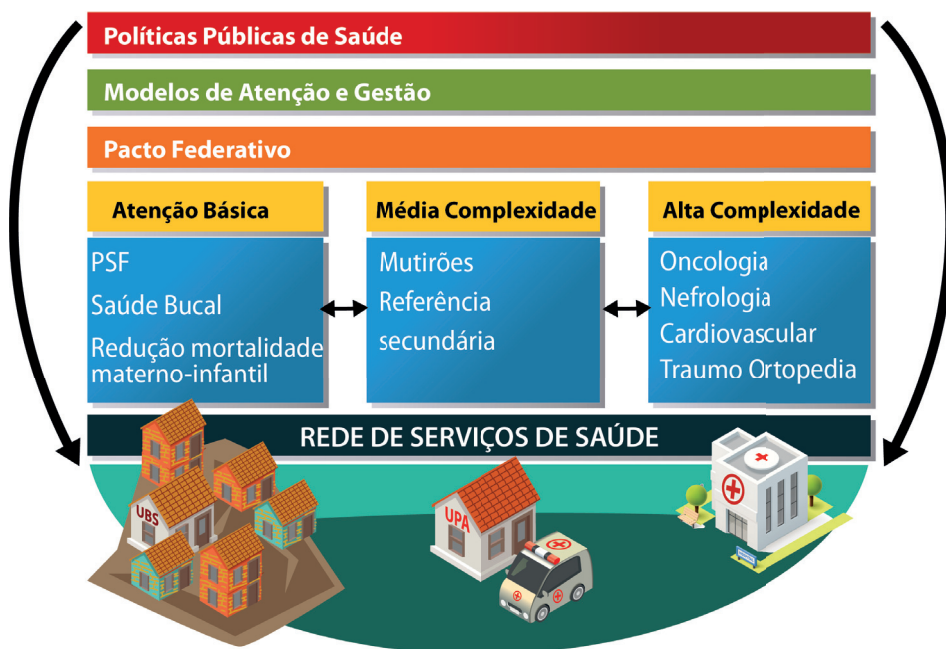 Políticas Públicas de Saúde
Modelos de Atenção e Gestão
Pacto Federativo
Atenção Básica
PSF
Saúde Bucal
Redução mortalidade
materno-infantil
Média Complexidade
Mutirões
Referência
secundária
Alta Complexidade
Oncologia
Nefrologia
Cardiovascular
Traumo Ortopedia
REDE DE SERVIÇOS DE SAÚDE
UBS
UPA